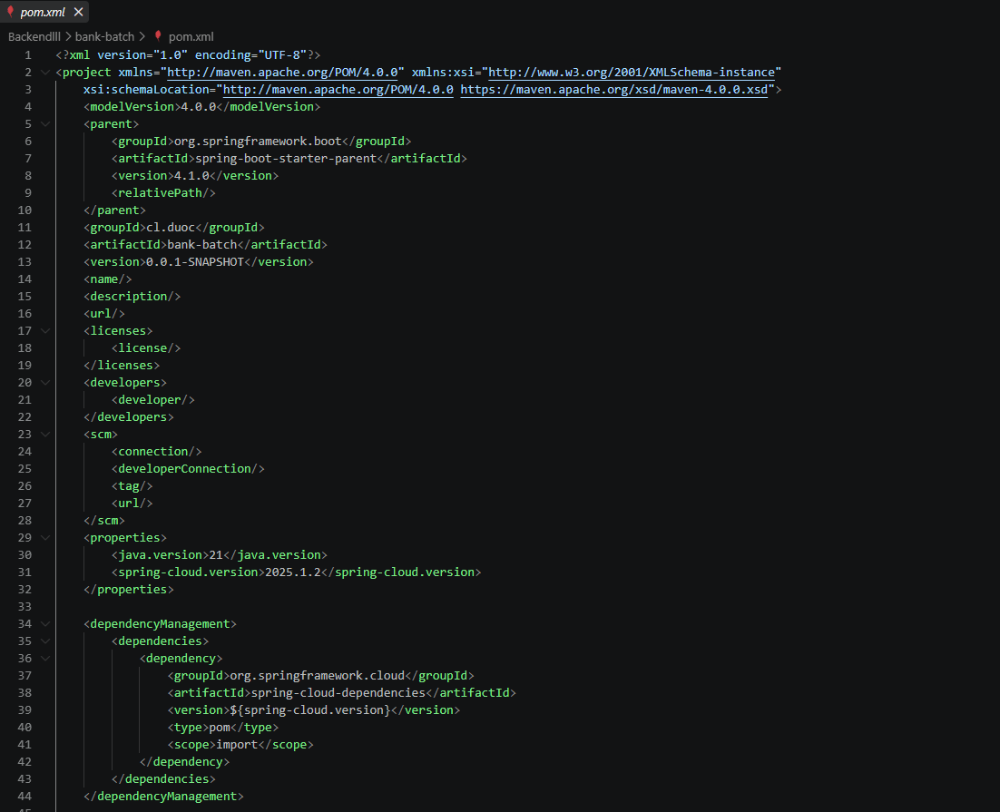 pom.xml
BackendIII > bank-batch > pom.xml
1 <?xml version="1.0" encoding="UTF-8"?>
2 <project xmlns="http://maven.apache.org/POM/4.0.0" xmlns:xsi="http://www.w3.org/2001/XMLSchema-instance"
3 xsi:schemaLocation="http://maven.apache.org/POM/4.0.0 https://maven.apache.org/xsd/maven-4.0.0.xsd">
4 <modelVersion>4.0.0</modelVersion>
5 <parent>
6 <groupId>org.springframework.boot</groupId>
7 <artifactId>spring-boot-starter-parent</artifactId>
8 <version>4.1.0</version>
9 <relativePath/>
10 </parent>
11 <groupId>cl.duoc</groupId>
12 <artifactId>bank-batch</artifactId>
13 <version>0.0.1-SNAPSHOT</version>
14 <name/>
15 <description/>
16 <url/>
17 <licenses>
18 <license/>
19 </licenses>
20 <developers>
21 <developer/>
22 </developers>
23 <scm>
24 <connection/>
25 <developerConnection/>
26 <tag/>
27 <url/>
28 </scm>
29 <properties>
30 <java.version>21</java.version>
31 <spring-cloud.version>2025.1.2</spring-cloud.version>
32 </properties>
33
34 <dependencyManagement>
35 <dependencies>
36 <dependency>
37 <groupId>org.springframework.cloud</groupId>
38 <artifactId>spring-cloud-dependencies</artifactId>
39 <version>${spring-cloud.version}</version>
40 <type>pom</type>
41 <scope>import</scope>
42 </dependency>
43 </dependencies>
44 </dependencyManagement>